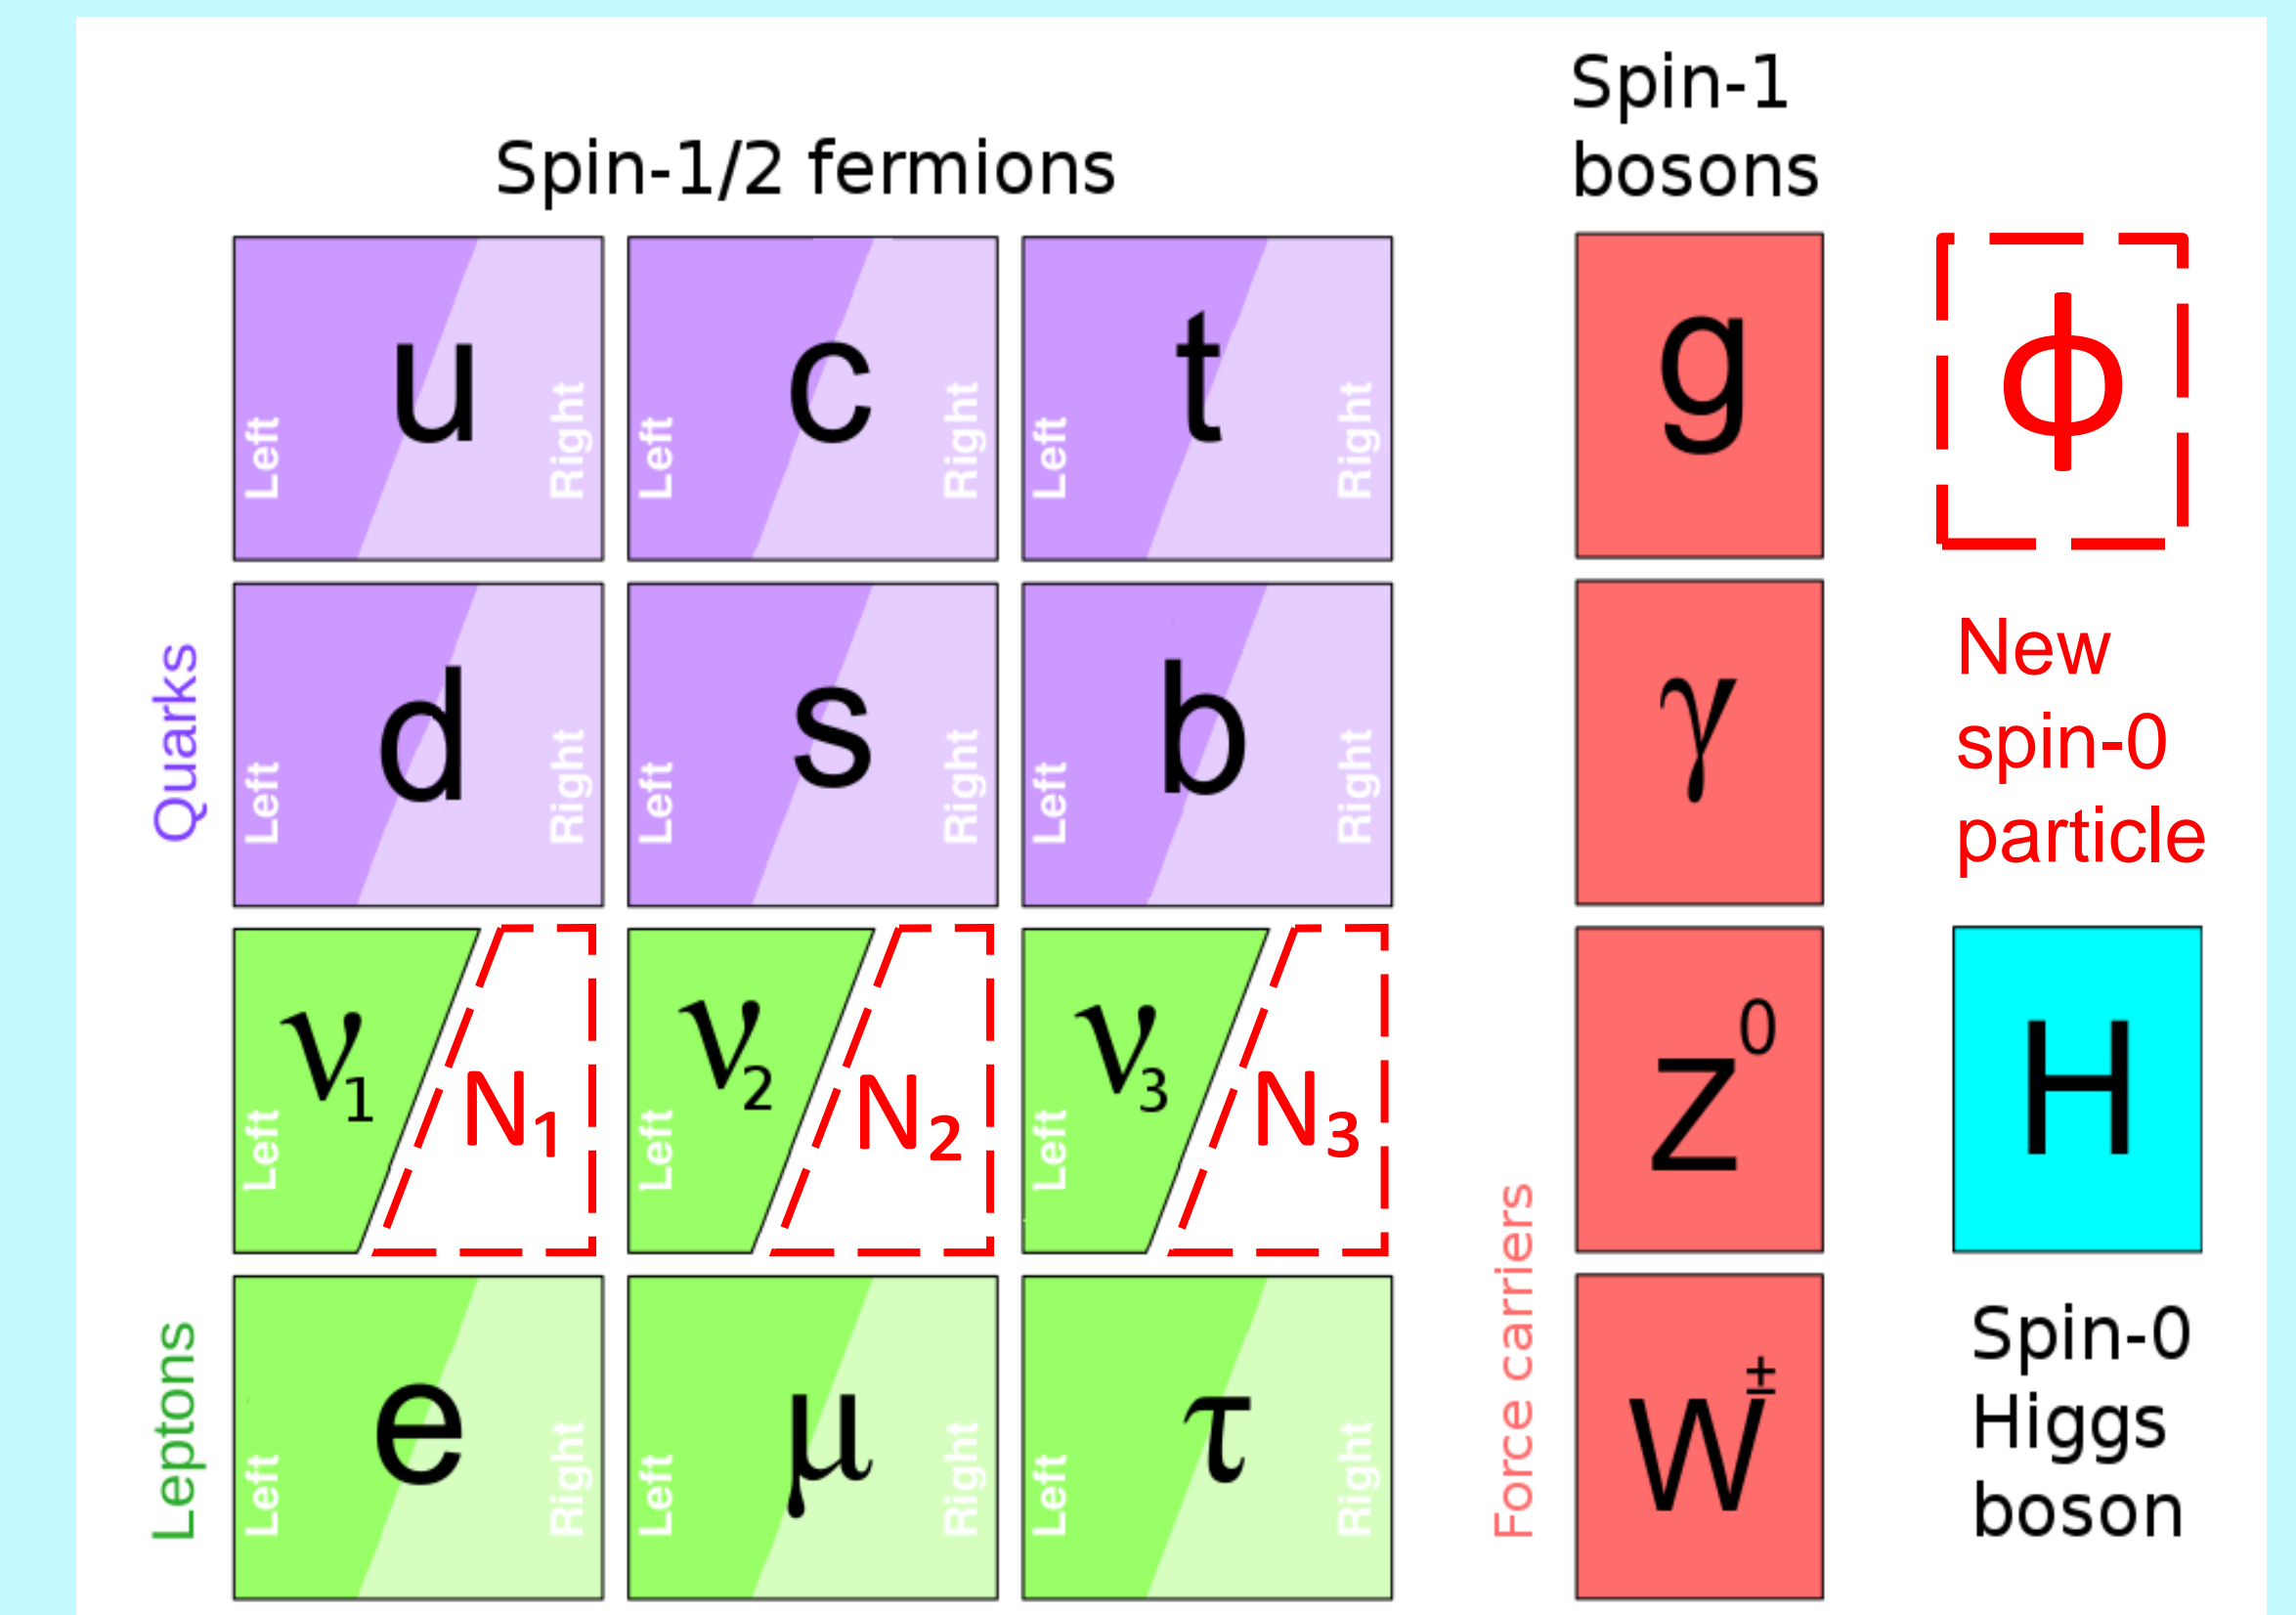 Spin-1/2 fermions
Spin-1
bosons
Quarks
u
Left
Right
c
Left
Right
t
Left
Right
g
ϕ
d
Left
Right
s
Left
Right
b
Left
Right
γ
New
spin-0
particle
Leptons
ν1
Left
N1
ν2
Left
N2
ν3
Left
N3
Force carriers
Z0
H
e
Left
Right
μ
Left
Right
τ
Left
Right
W±
Spin-0
Higgs
boson